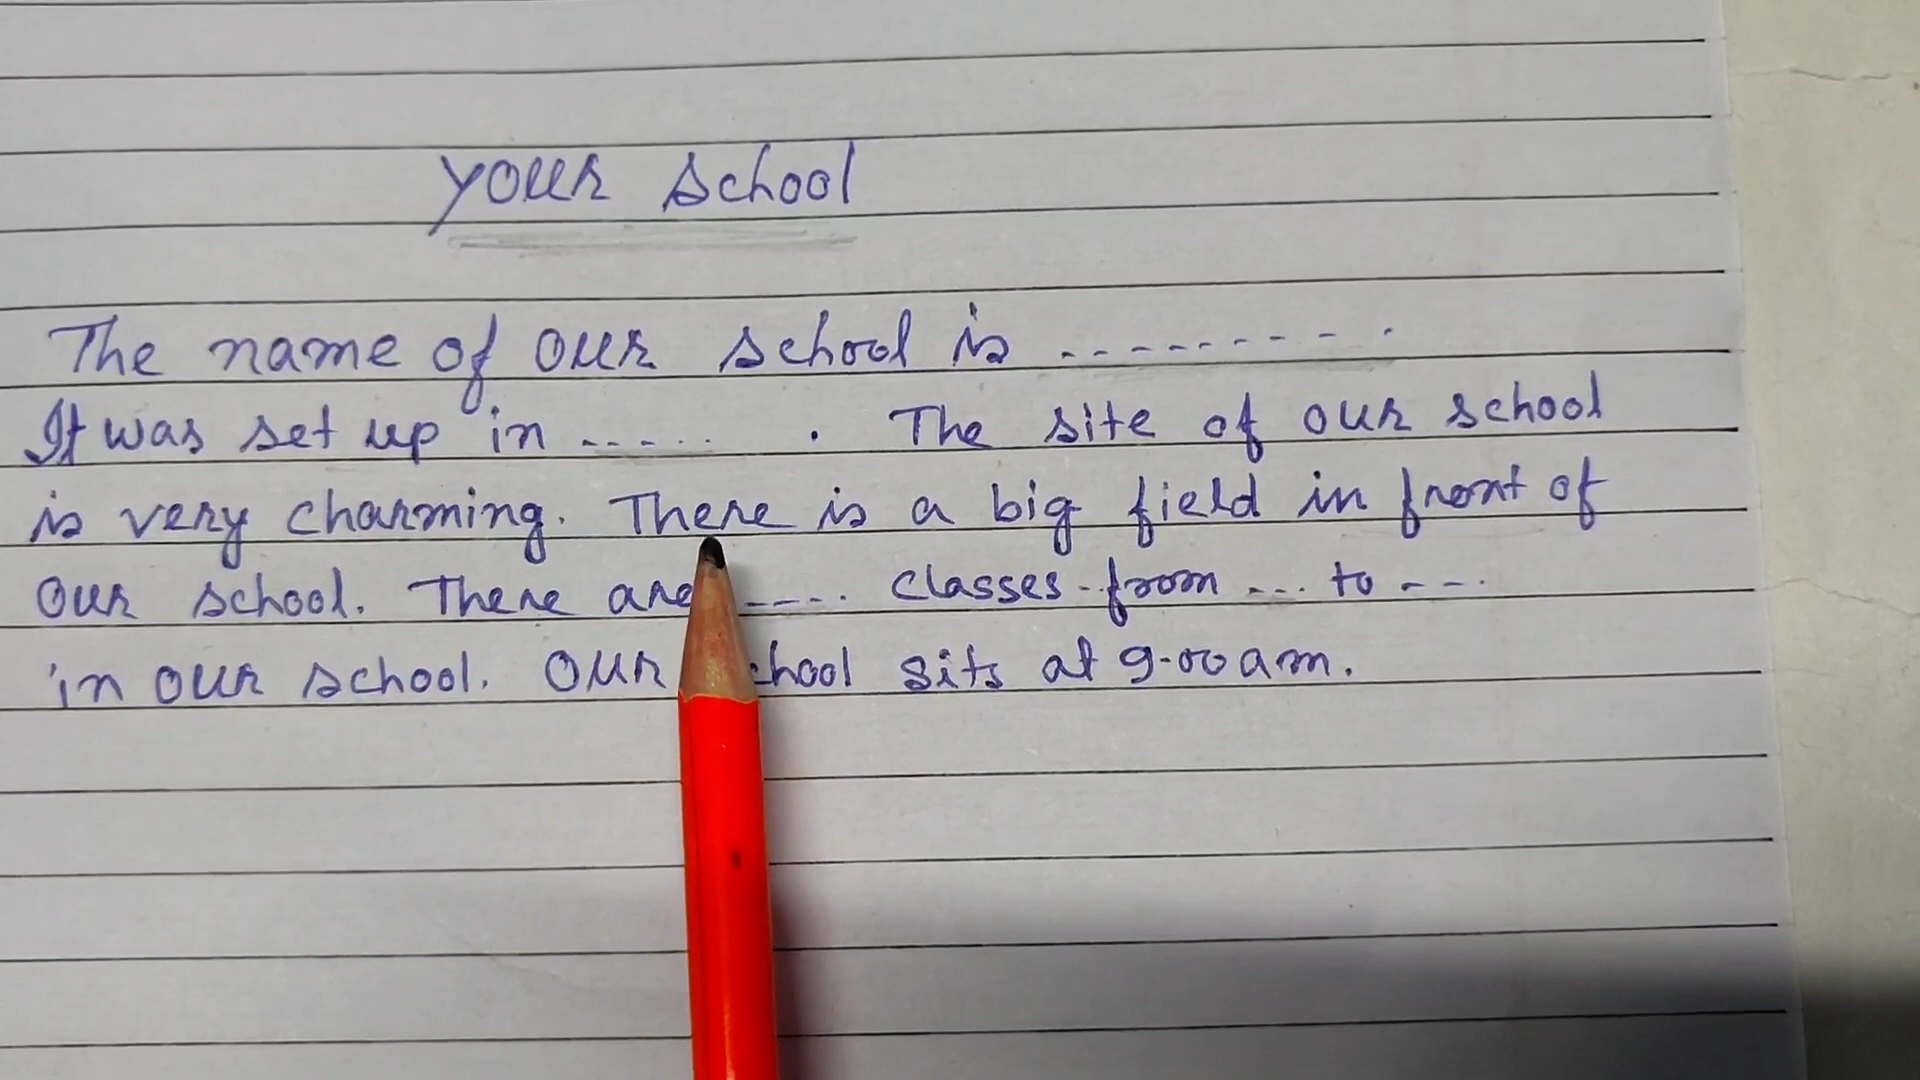 YOUR School
The name of our school is .........
It was set up in ...... . The site of our school
is very charming. There is a big field in front of
our school. There are ..... classes from ... to ...
in our school. Our school sits at 9.00 am.